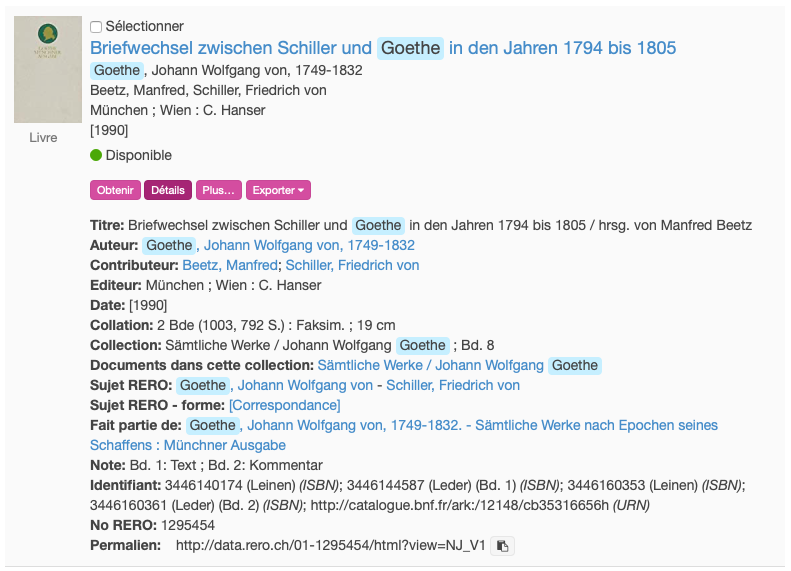 Sélectionner
Briefwechsel zwischen Schiller und Goethe in den Jahren 1794 bis 1805
Goethe, Johann Wolfgang von, 1749-1832
Beetz, Manfred, Schiller, Friedrich von
München ; Wien : C. Hanser
[1990]
Livre
Disponible
Obtenir Détails Plus... Exporter
Titre: Briefwechsel zwischen Schiller und Goethe in den Jahren 1794 bis 1805 / hrsg. von Manfred Beetz
Auteur: Goethe, Johann Wolfgang von, 1749-1832
Contributeur: Beetz, Manfred; Schiller, Friedrich von
Editeur: München ; Wien : C. Hanser
Date: [1990]
Collation: 2 Bde (1003, 792 S.) : Faksim. ; 19 cm
Collection: Sämtliche Werke / Johann Wolfgang Goethe ; Bd. 8
Documents dans cette collection: Sämtliche Werke / Johann Wolfgang Goethe
Sujet RERO: Goethe, Johann Wolfgang von - Schiller, Friedrich von
Sujet RERO - forme: [Correspondance]
Fait partie de: Goethe, Johann Wolfgang von, 1749-1832. - Sämtliche Werke nach Epochen seines
Schaffens : Münchner Ausgabe
Note: Bd. 1: Text ; Bd. 2: Kommentar
Identifiant: 3446140174 (Leinen) (ISBN); 3446144587 (Leder) (Bd. 1) (ISBN); 3446160353 (Leinen) (ISBN);
3446160361 (Leder) (Bd. 2) (ISBN); http://catalogue.bnf.fr/ark:/12148/cb35316656h (URN)
No RERO: 1295454
Permalien: http://data.rero.ch/01-1295454/html?view=NJ_V1